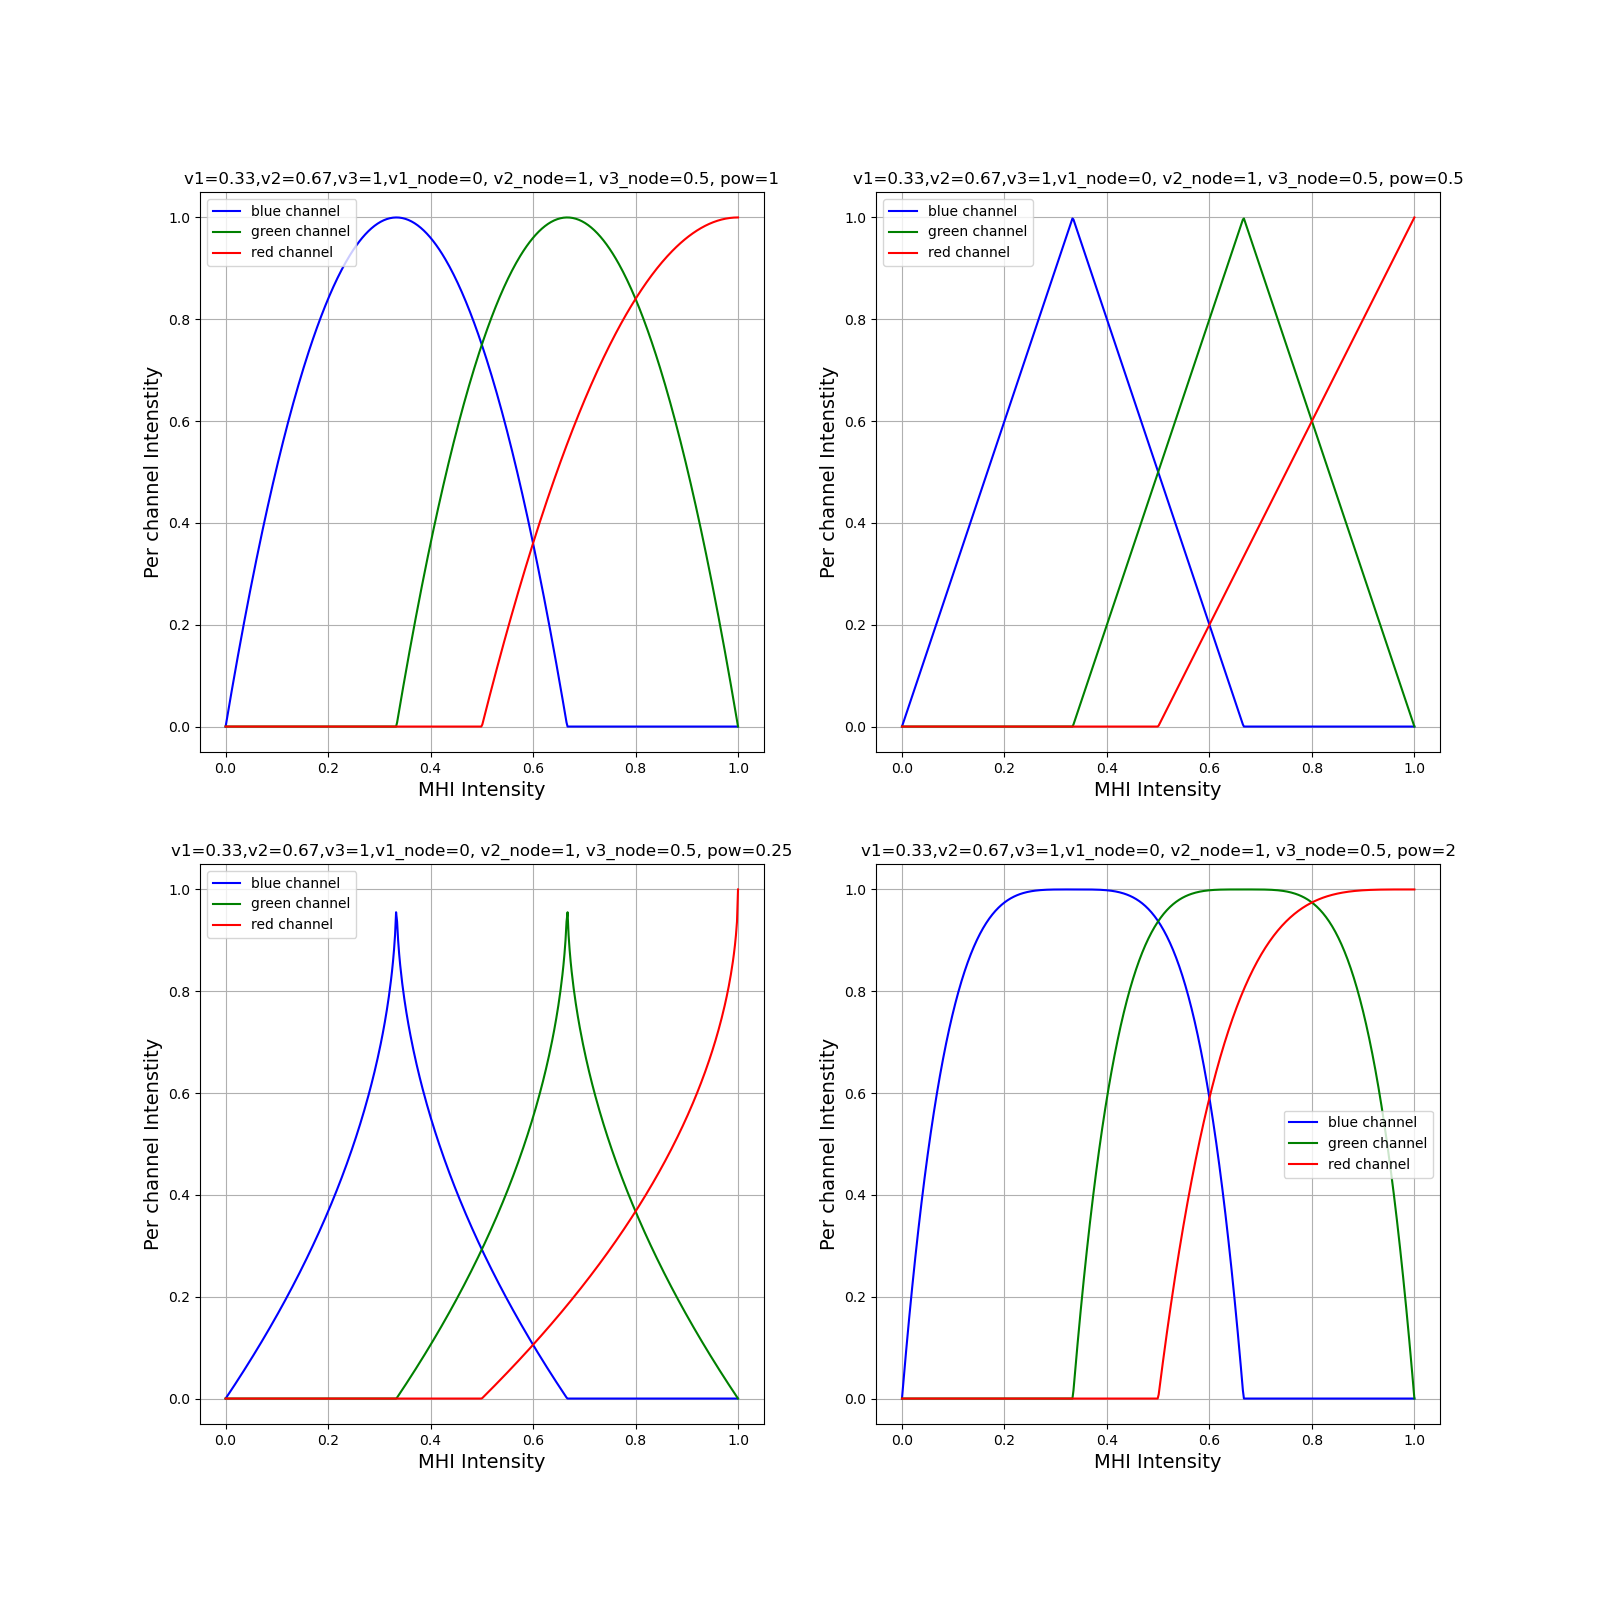 v1=0.33,v2=0.67,v3=1,v1_node=0, v2_node=1, v3_node=0.5, pow=1
blue channel
green channel
red channel
1.0
0.8
0.6
0.4
0.2
0.0
Per channel Intenstity
0.0 0.2 0.4 0.6 0.8 1.0
MHI Intensity
v1=0.33,v2=0.67,v3=1,v1_node=0, v2_node=1, v3_node=0.5, pow=0.5
blue channel
green channel
red channel
1.0
0.8
0.6
0.4
0.2
0.0
Per channel Intenstity
0.0 0.2 0.4 0.6 0.8 1.0
MHI Intensity
v1=0.33,v2=0.67,v3=1,v1_node=0, v2_node=1, v3_node=0.5, pow=0.25
blue channel
green channel
red channel
1.0
0.8
0.6
0.4
0.2
0.0
Per channel Intenstity
0.0 0.2 0.4 0.6 0.8 1.0
MHI Intensity
v1=0.33,v2=0.67,v3=1,v1_node=0, v2_node=1, v3_node=0.5, pow=2
1.0
0.8
0.6
0.4
0.2
0.0
Per channel Intenstity
blue channel
green channel
red channel
0.0 0.2 0.4 0.6 0.8 1.0
MHI Intensity